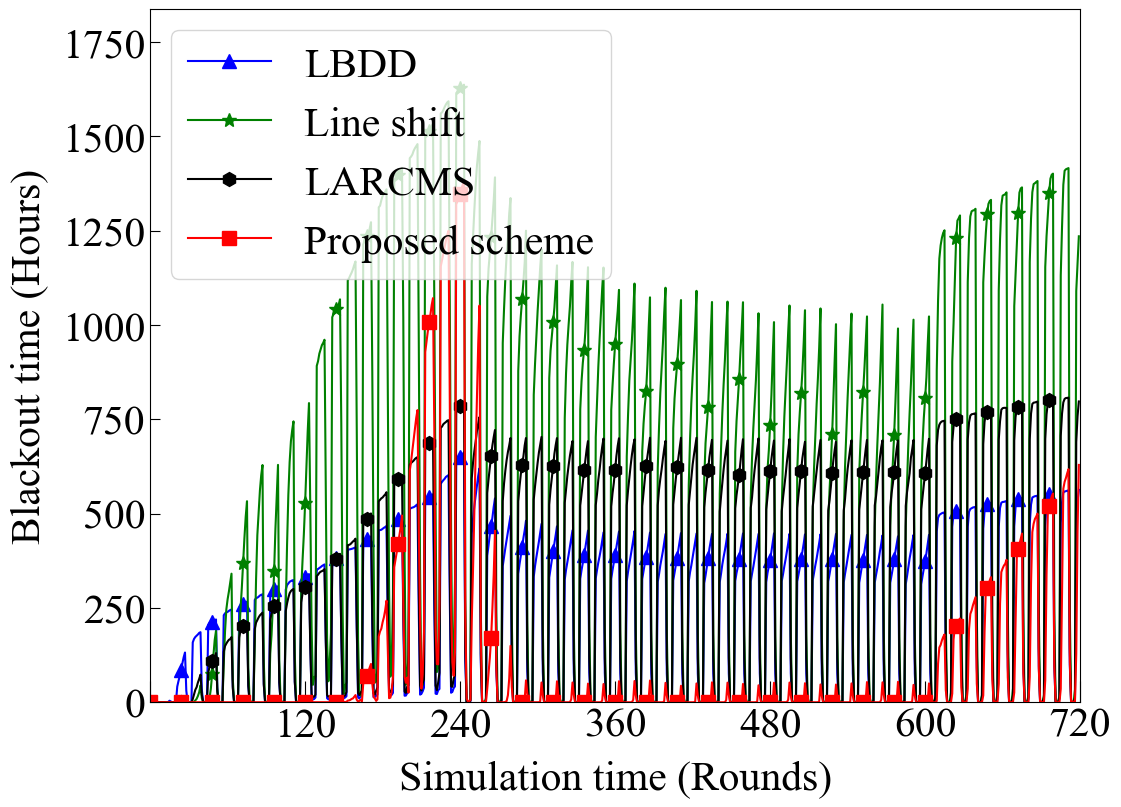 Blackout time (Hours)
1750
1500
1250
1000
750
500
250
0
LBDD
Line shift
LARCMS
Proposed scheme
120
240
360
480
600
720
Simulation time (Rounds)